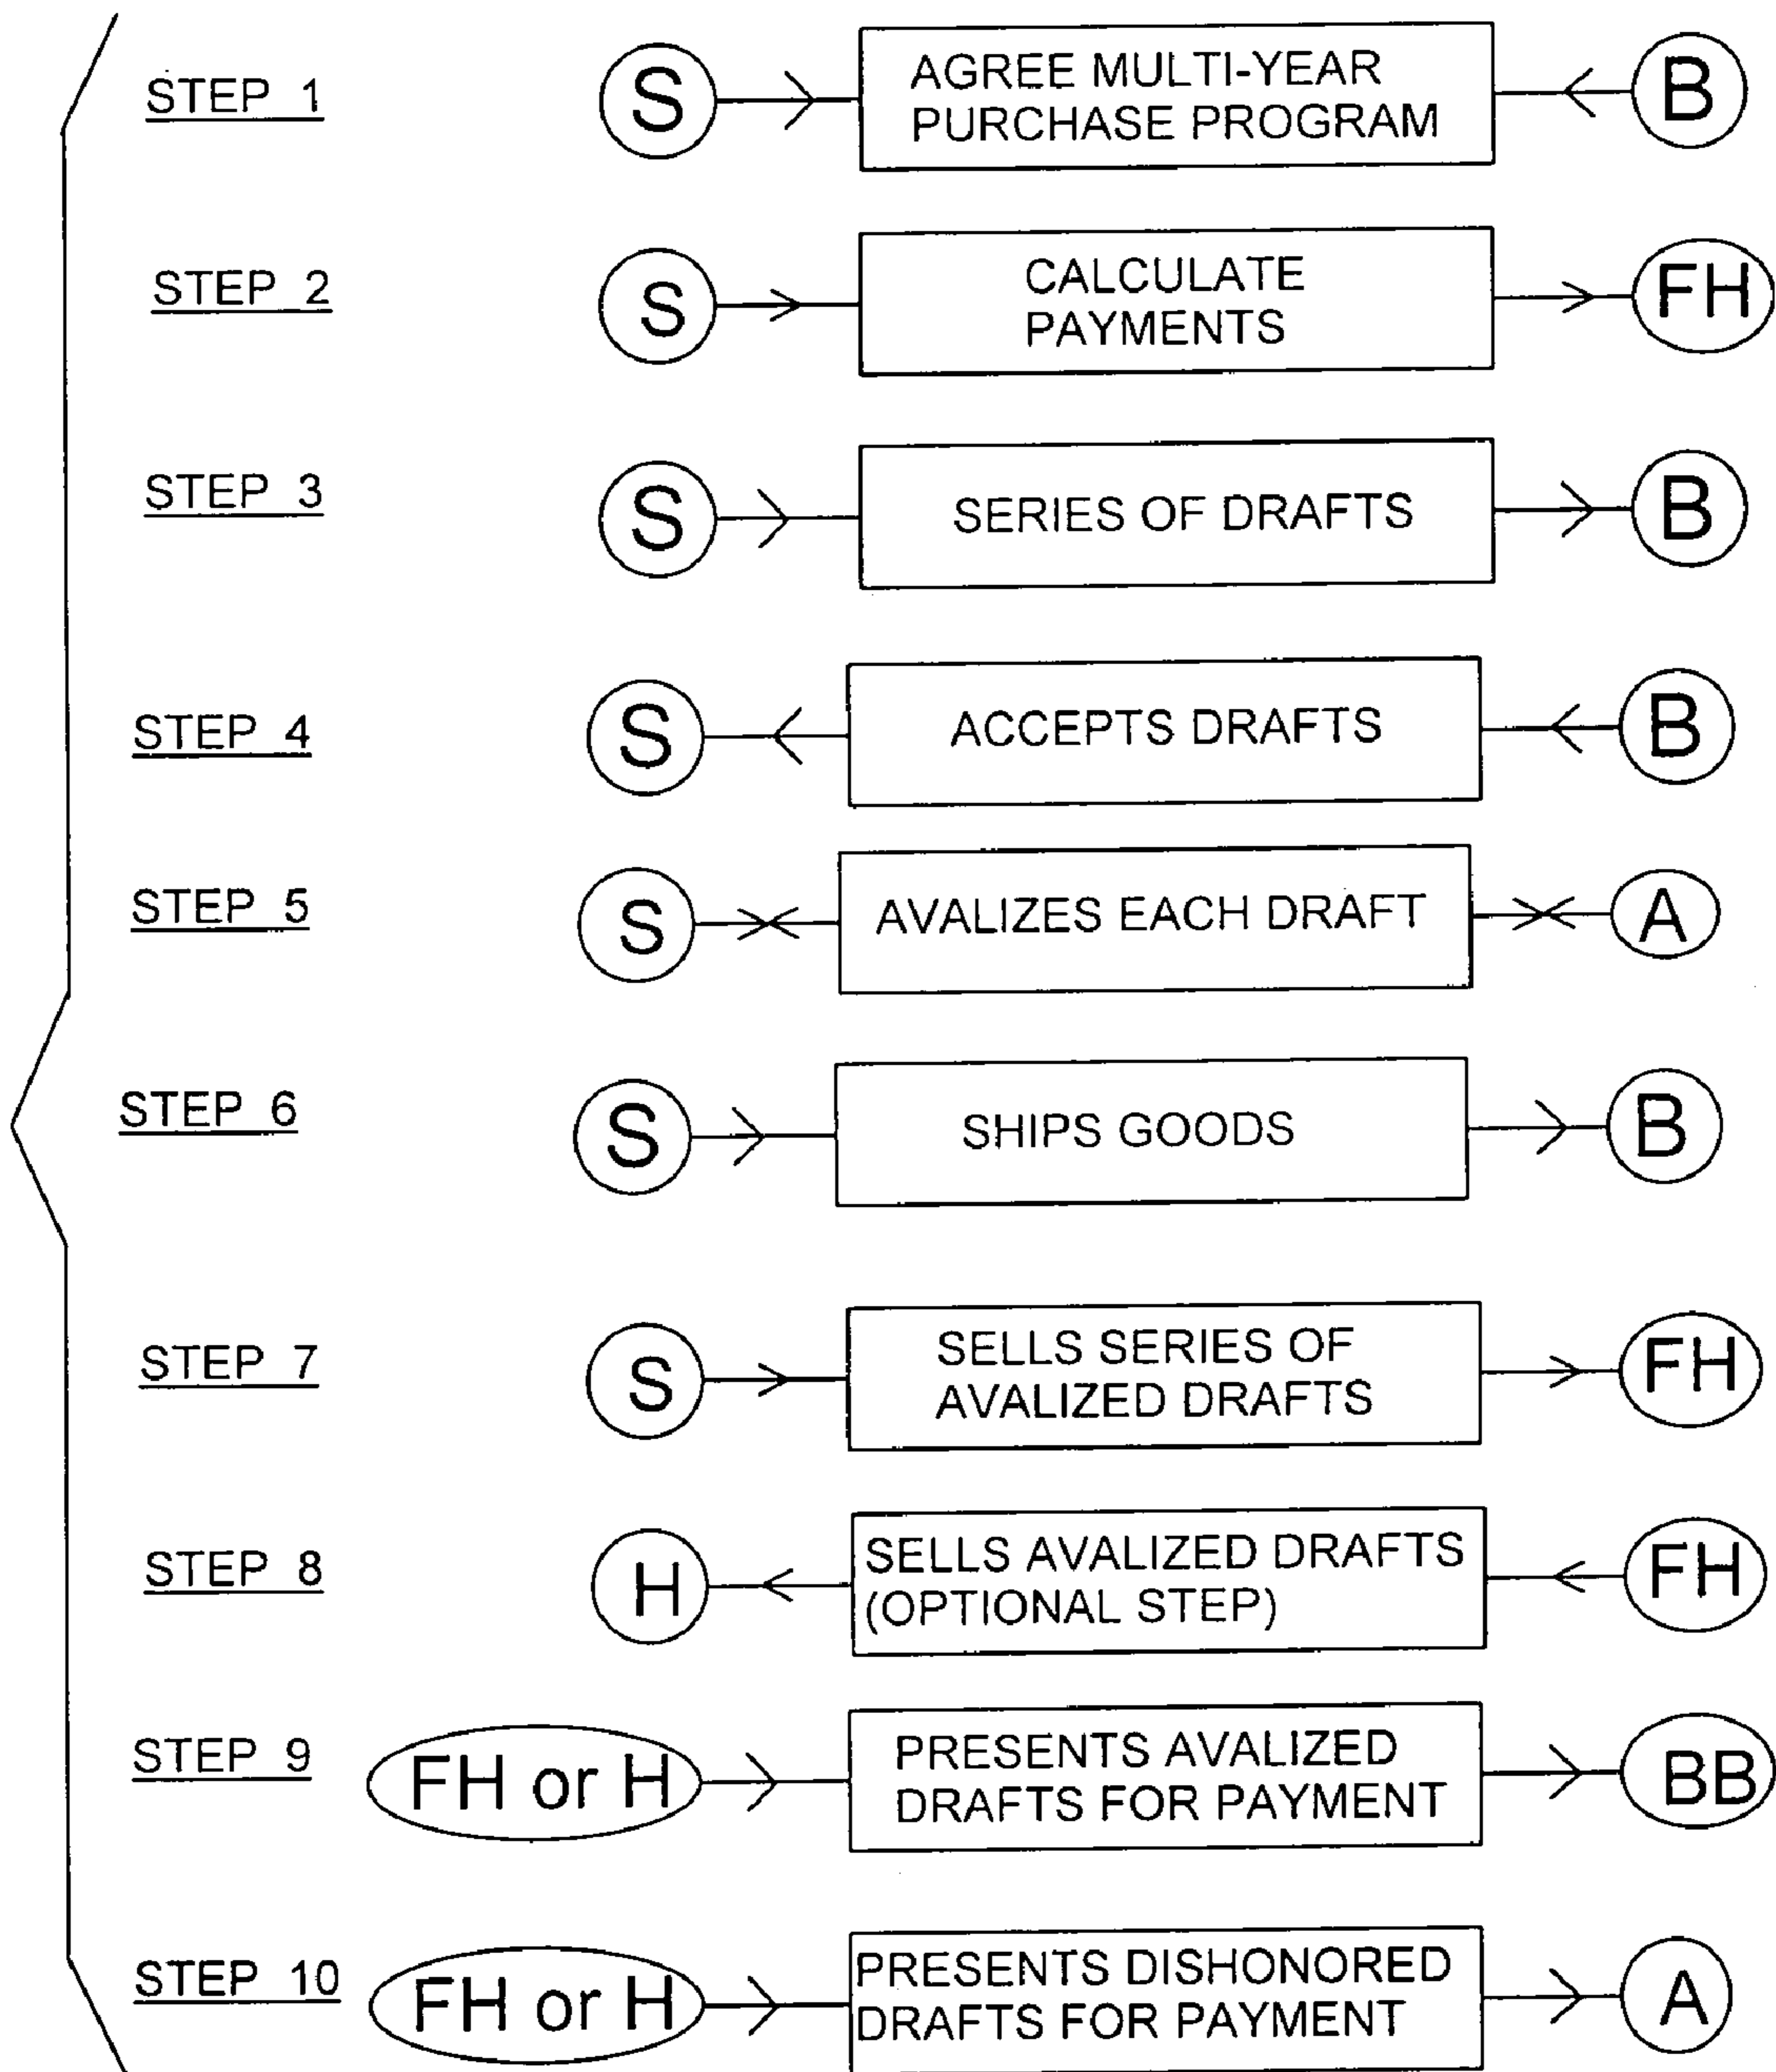 STEP 1
S
AGREE MULTI-YEAR
PURCHASE PROGRAM
B
STEP 2
S
CALCULATE
PAYMENTS
FH
STEP 3
S
SERIES OF DRAFTS
B
STEP 4
S
ACCEPTS DRAFTS
B
STEP 5
S
AVALIZES EACH DRAFT
A
STEP 6
S
SHIPS GOODS
B
STEP 7
S
SELLS SERIES OF
AVALIZED DRAFTS
FH
STEP 8
H
SELLS AVALIZED DRAFTS
(OPTIONAL STEP)
FH
STEP 9
FH or H
PRESENTS AVALIZED
DRAFTS FOR PAYMENT
BB
STEP 10
FH or H
PRESENTS DISHONORED
DRAFTS FOR PAYMENT
A